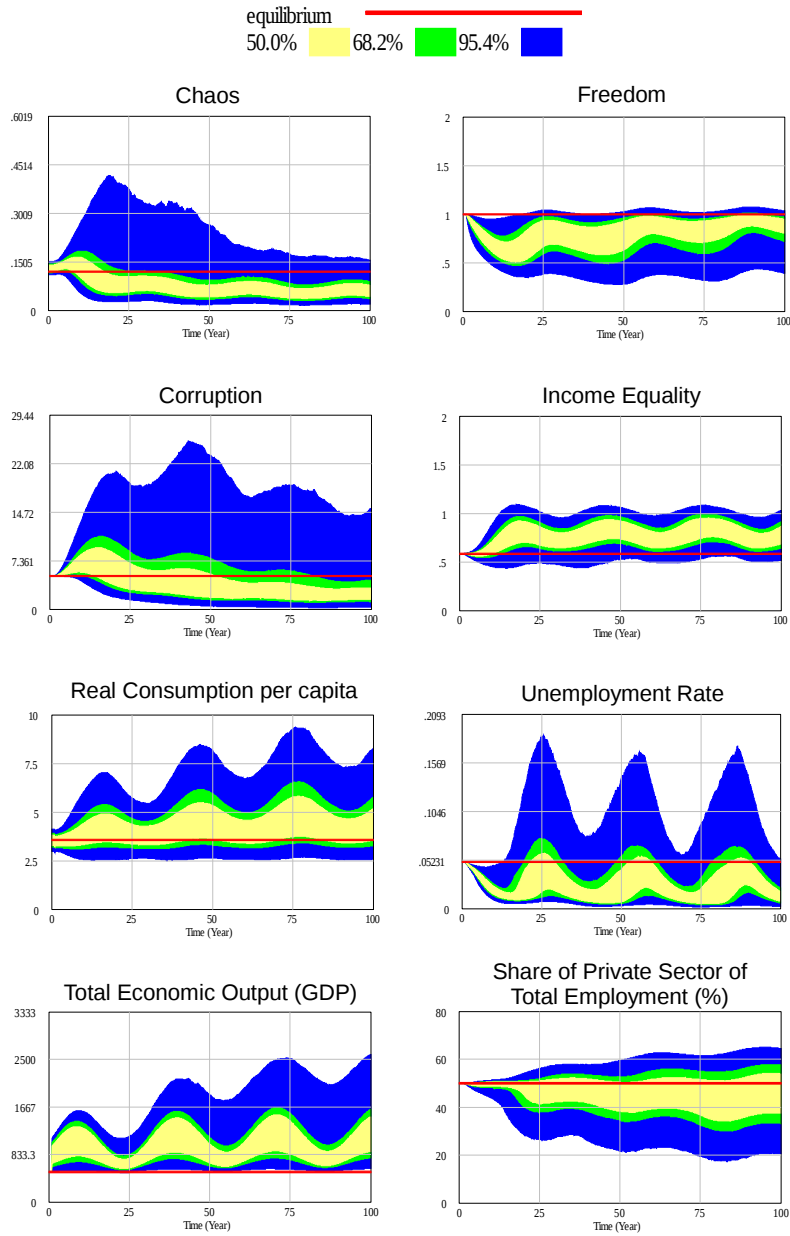 equilibrium
50.0% 68.2% 95.4%
Chaos
.6019
.4514
.3009
.1505
0
0 25 50 75 100
Time (Year)
Freedom
2
1.5
1
.5
0
0 25 50 75 100
Time (Year)
Corruption
29.44
22.08
14.72
7.361
0
0 25 50 75 100
Time (Year)
Income Equality
2
1.5
1
.5
0
0 25 50 75 100
Time (Year)
Real Consumption per capita
10
7.5
5
2.5
0
0 25 50 75 100
Time (Year)
Unemployment Rate
.2093
.1569
.1046
.05231
0
0 25 50 75 100
Time (Year)
Total Economic Output (GDP)
3333
2500
1667
833.3
0
0 25 50 75 100
Time (Year)
Share of Private Sector of
Total Employment (%)
80
60
40
20
0
0 25 50 75 100
Time (Year)